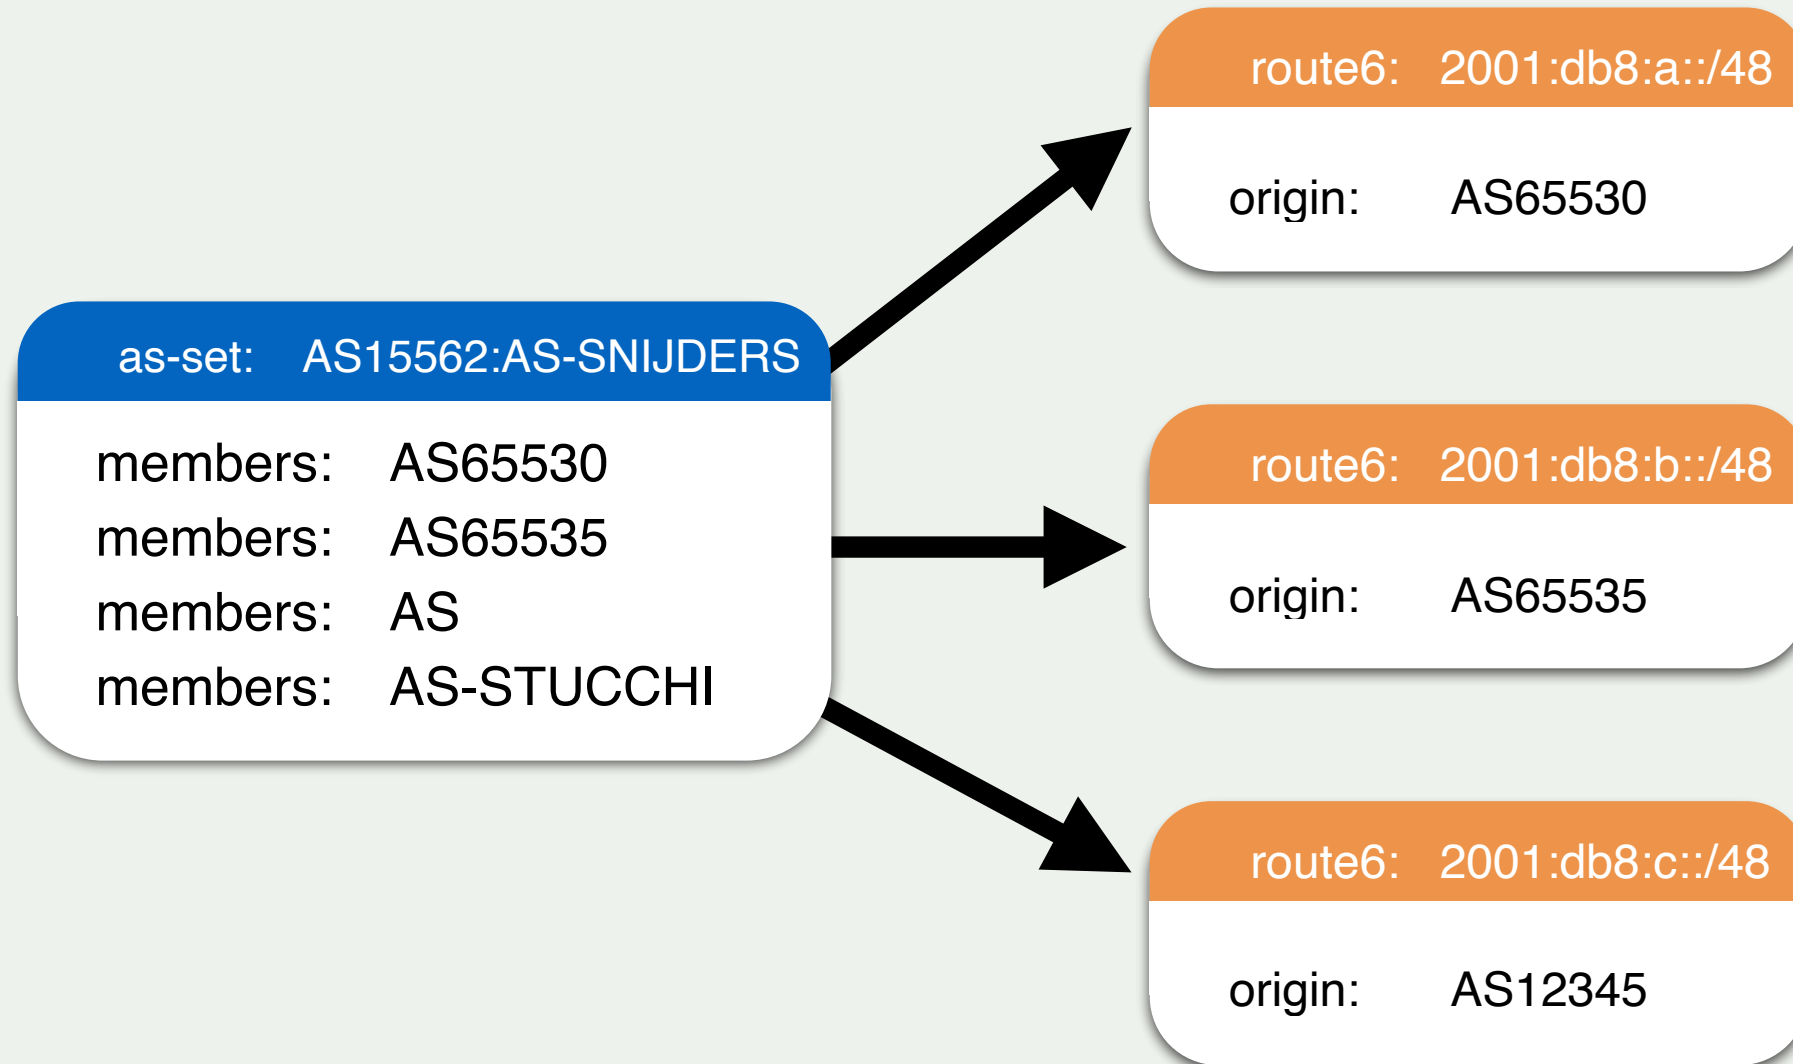 as-set: AS15562:AS-SNIJDERS
members: AS65530
members: AS65535
members: AS
members: AS-STUCCHI
route6: 2001:db8:a::/48
origin: AS65530
route6: 2001:db8:b::/48
origin: AS65535
route6: 2001:db8:c::/48
origin: AS12345